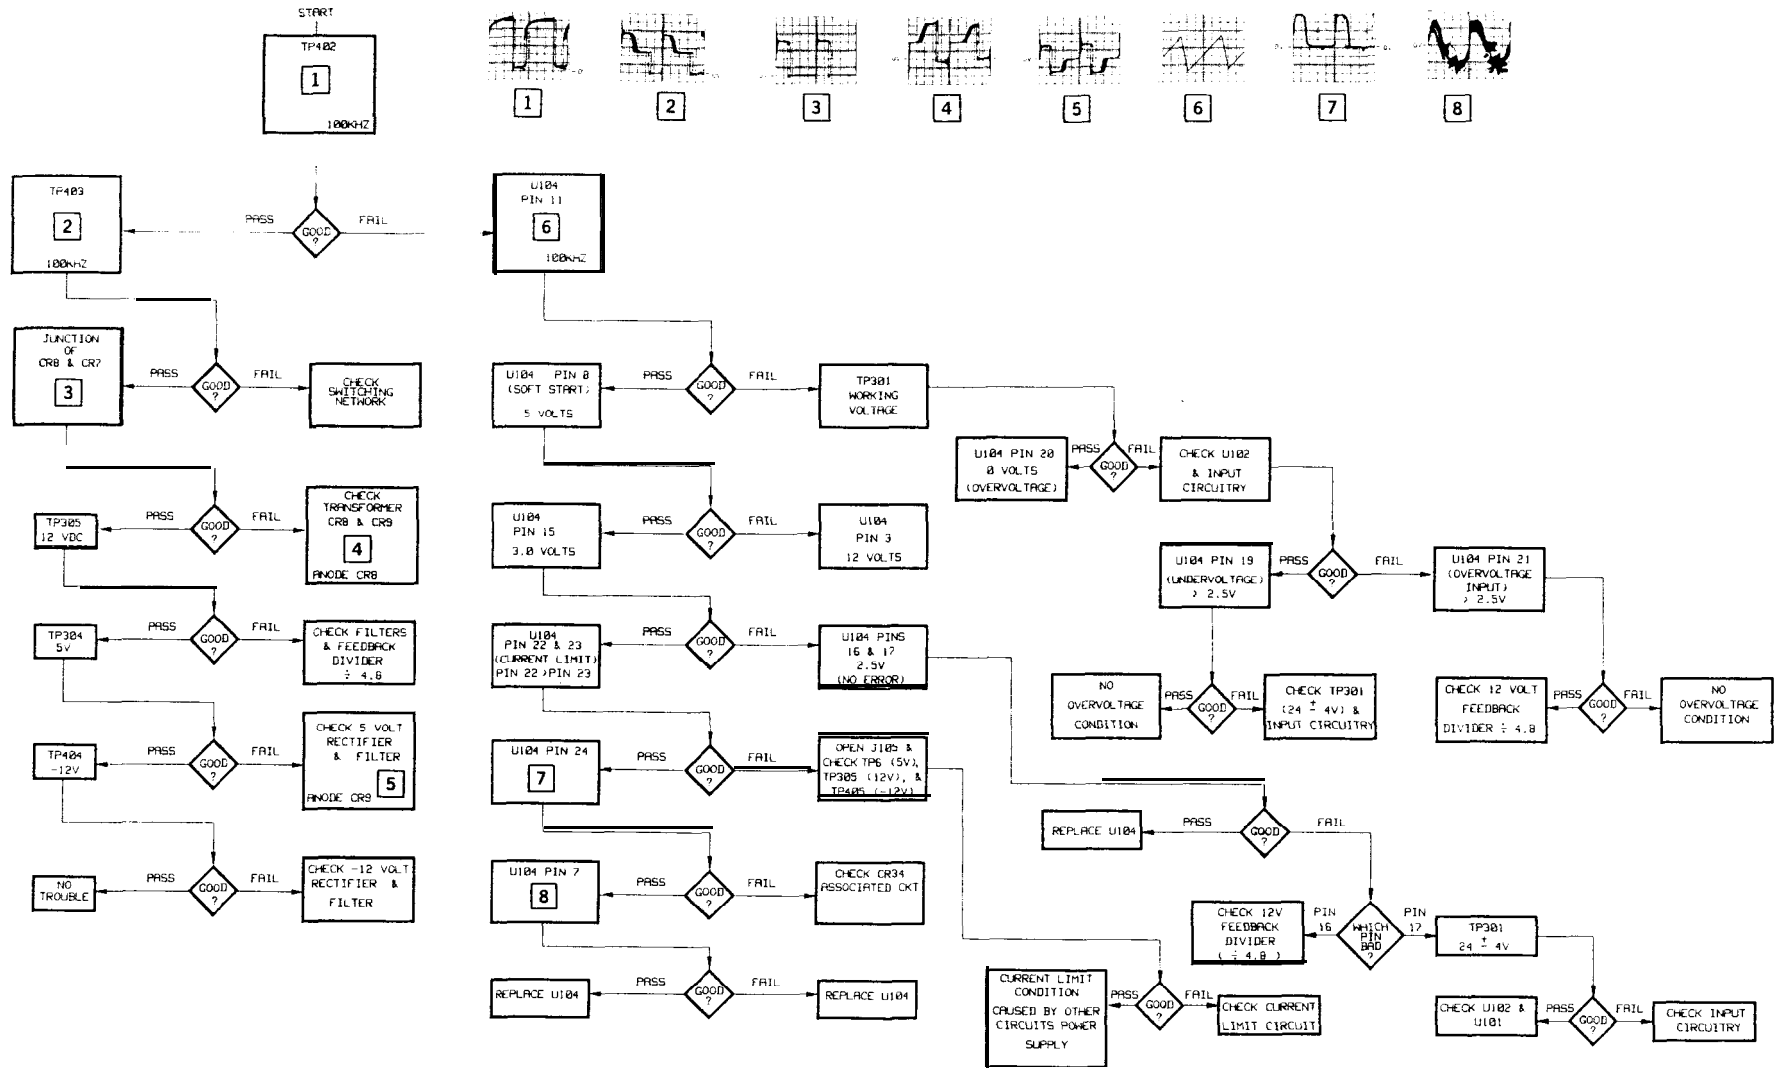 START
TP402
1
100KHZ
1
2
3
4
5
6
7
8
TP403
2
100KHZ
PASS
GOOD
?
FAIL
U104
PIN 11
6
100KHZ
JUNCTION
OF
CR8 & CR7
3
PASS
GOOD
?
FAIL
CHECK
SWITCHING
NETWORK
TP305
12 VDC
PASS
GOOD
?
FAIL
CHECK
TRANSFORMER
CR8 & CR9
4
ANODE CR8
TP304
5V
PASS
GOOD
?
FAIL
CHECK FILTERS
& FEEDBACK
DIVIDER
÷ 4.8
TP404
-12V
PASS
GOOD
?
FAIL
CHECK 5 VOLT
RECTIFIER
& FILTER
5
ANODE CR9
NO
TROUBLE
PASS
GOOD
?
FAIL
CHECK -12 VOLT
RECTIFIER &
FILTER
U104 PIN 8
(SOFT START)
5 VOLTS
PASS
GOOD
?
FAIL
TP301
WORKING
VOLTAGE
U104
PIN 15
3.0 VOLTS
PASS
GOOD
?
FAIL
U104
PIN 3
12 VOLTS
U104
PIN 22 & 23
(CURRENT LIMIT)
PIN 22 > PIN 23
PASS
GOOD
?
FAIL
U104 PINS
16 & 17
2.5V
(NO ERROR)
U104 PIN 24
7
PASS
GOOD
?
FAIL
OPEN J105 &
CHECK TP6 (5V),
TP305 (12V), &
TP405 (-12V)
U104 PIN 7
8
PASS
GOOD
?
FAIL
CHECK CR34
ASSOCIATED CKT
REPLACE U104
PASS
GOOD
?
FAIL
REPLACE U104
U104 PIN 20
0 VOLTS
(OVERVOLTAGE)
PASS
GOOD
?
FAIL
CHECK U102
& INPUT
CIRCUITRY
U104 PIN 19
(UNDERVOLTAGE)
> 2.5V
PASS
GOOD
?
FAIL
U104 PIN 21
(OVERVOLTAGE
INPUT)
> 2.5V
NO
OVERVOLTAGE
CONDITION
PASS
GOOD
?
FAIL
CHECK TP301
(24 ± 4V) &
INPUT CIRCUITRY
CHECK 12 VOLT
FEEDBACK
DIVIDER ÷ 4.8
PASS
GOOD
?
FAIL
NO
OVERVOLTAGE
CONDITION
REPLACE U104
PASS
GOOD
?
FAIL
CHECK 12V
FEEDBACK
DIVIDER
( ÷ 4.8 )
PIN
16
WHICH
PIN
BAD
?
PIN
17
TP301
24 ± 4V
CURRENT LIMIT
CONDITION
CAUSED BY OTHER
CIRCUITS POWER
SUPPLY
PASS
GOOD
?
FAIL
CHECK CURRENT
LIMIT CIRCUIT
CHECK U102 &
U101
PASS
GOOD
?
FAIL
CHECK INPUT
CIRCUITRY